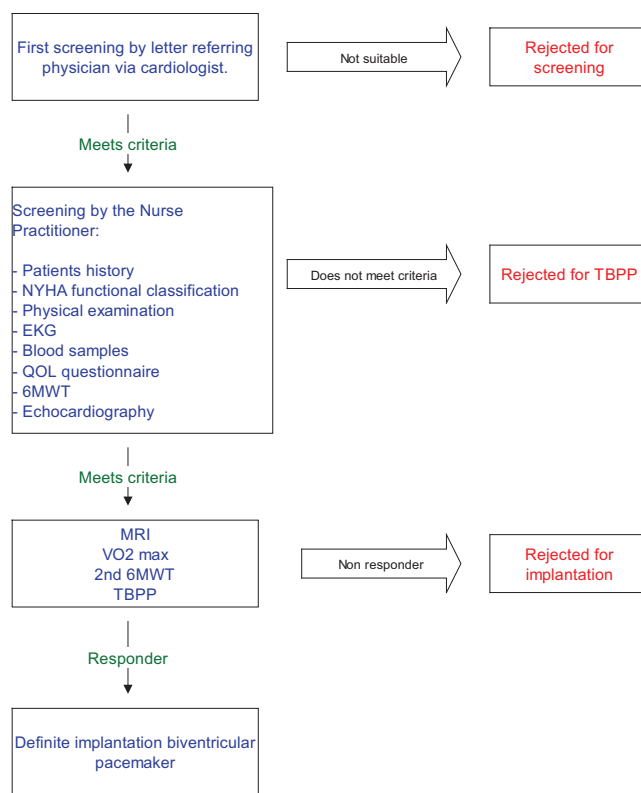 First screening by letter referring
physician via cardiologist.
Not suitable
Rejected for
screening
Meets criteria
Screening by the Nurse
Practitioner:
- Patients history
- NYHA functional classification
- Physical examination
- EKG
- Blood samples
- QOL questionnaire
- 6MWT
- Echocardiography
Does not meet criteria
Rejected for TBPP
Meets criteria
MRI
VO2 max
2nd 6MWT
TBPP
Non responder
Rejected for
implantation
Responder
Definite implantation biventricular
pacemaker